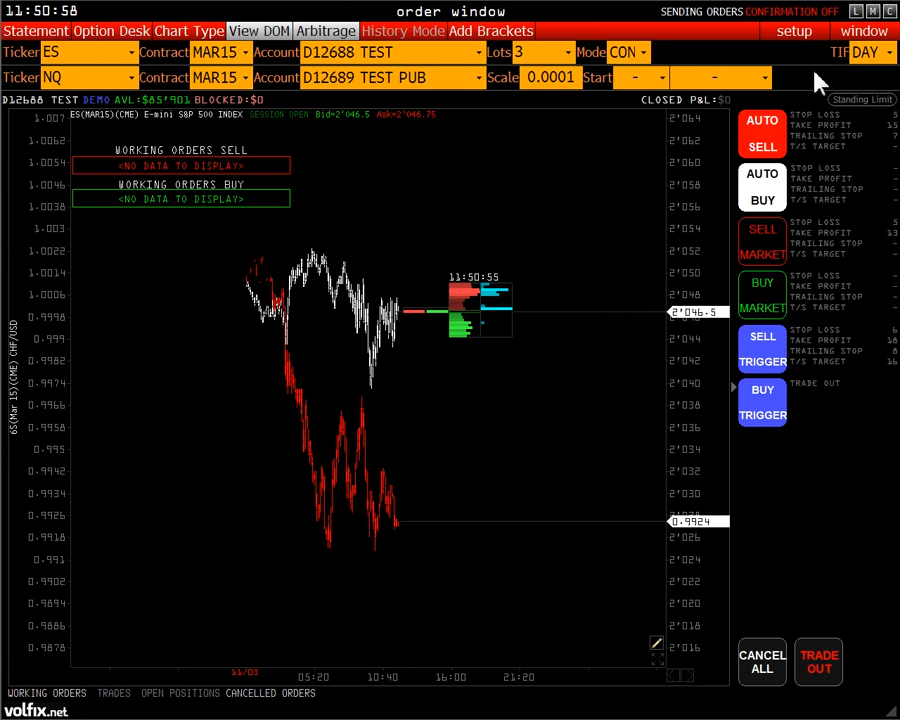 11:50:58 order window SENDING ORDERS CONFIRMATION OFF L M C
Statement Option Desk Chart Type View DOM Arbitrage History Mode Add Brackets setup window
Ticker ES Contract MAR15 Account D12688 TEST Lots 3 Mode CON TIF DAY
Ticker NQ Contract MAR15 Account D12689 TEST PUB Scale 0.0001 Start - -
D12688 TEST DEMO AVL:$85'901 BLOCKED:$0 CLOSED P&L:$0 Standing Limit
ES(MAR15)(CME) E-mini S&P 500 INDEX SESSION OPEN Bid=2'046.5 Ask=2'046.75
WORKING ORDERS SELL
<NO DATA TO DISPLAY>
WORKING ORDERS BUY
<NO DATA TO DISPLAY>
11:50:55
1.007
1.0062
1.0054
1.0046
1.0038
1.003
1.0022
1.0014
1.0006
0.9998
0.999
0.9982
0.9974
0.9966
0.9958
0.995
0.9942
0.9934
0.9926
0.9918
0.991
0.9902
0.9894
0.9886
0.9878
6S(Mar 15)(CME) CHF/USD
2'064
2'062
2'060
2'058
2'056
2'054
2'052
2'050
2'048
2'046.5
2'044
2'042
2'040
2'038
2'036
2'034
2'032
2'030
0.9924
2'026
2'024
2'022
2'020
2'018
2'016
AUTO
SELL
STOP LOSS 5
TAKE PROFIT 15
TRAILING STOP 7
T/S TARGET -
AUTO
BUY
STOP LOSS -
TAKE PROFIT -
TRAILING STOP -
T/S TARGET -
SELL
MARKET
STOP LOSS 5
TAKE PROFIT 13
TRAILING STOP -
T/S TARGET -
BUY
MARKET
STOP LOSS -
TAKE PROFIT -
TRAILING STOP -
T/S TARGET -
SELL
TRIGGER
STOP LOSS 6
TAKE PROFIT 18
TRAILING STOP 8
T/S TARGET 16
BUY
TRIGGER
TRADE OUT
CANCEL
ALL
TRADE
OUT
11/03 05:20 10:40 16:00 21:20
WORKING ORDERS TRADES OPEN POSITIONS CANCELLED ORDERS
volfix.net